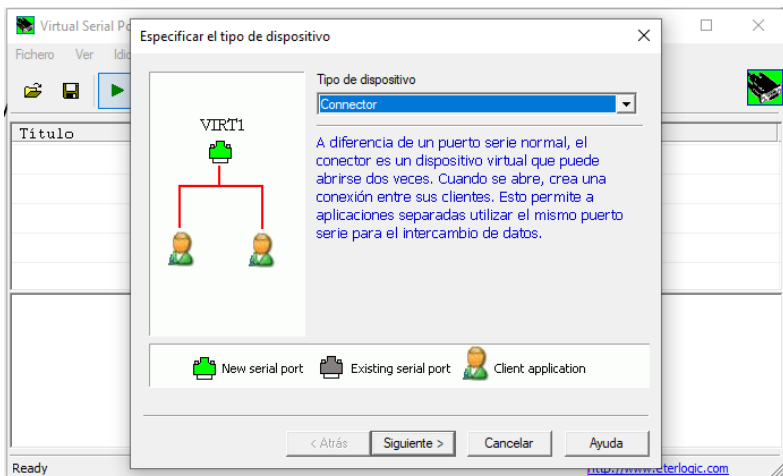 Virtual Serial Po
Especificar el tipo de dispositivo
Fichero Ver Idio
Título
Tipo de dispositivo
Connector
VIRT1
A diferencia de un puerto serie normal, el
conector es un dispositivo virtual que puede
abrirse dos veces. Cuando se abre, crea una
conexión entre sus clientes. Esto permite a
aplicaciones separadas utilizar el mismo puerto
serie para el intercambio de datos.
New serial port Existing serial port Client application
< Atrás Siguiente > Cancelar Ayuda
Ready http://www.eterlogic.com